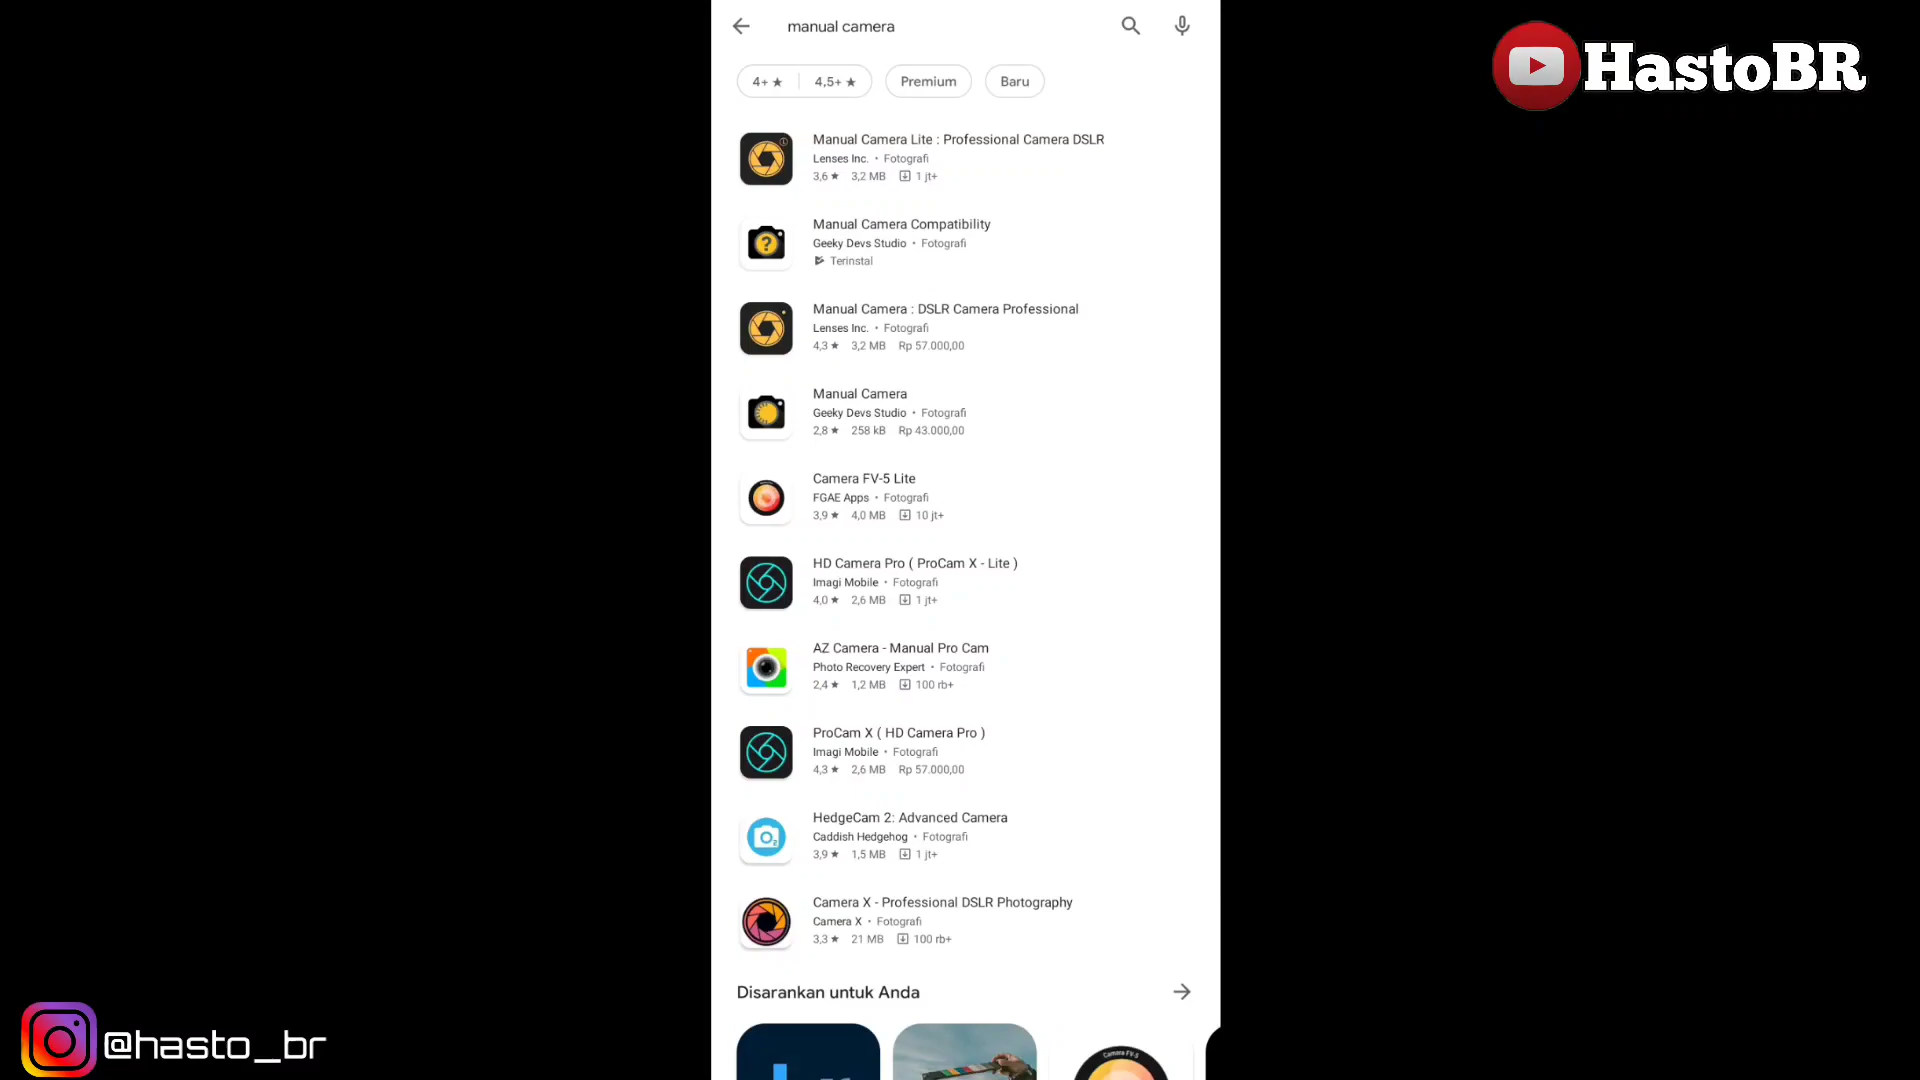 manual camera
HastoBR
4+ ★ 4,5+ ★ Premium Baru
Manual Camera Lite : Professional Camera DSLR
Lenses Inc. • Fotografi
3,6 ★ 3,2 MB 1 jt+
Manual Camera Compatibility
Geeky Devs Studio • Fotografi
Terinstal
Manual Camera : DSLR Camera Professional
Lenses Inc. • Fotografi
4,3 ★ 3,2 MB Rp 57.000,00
Manual Camera
Geeky Devs Studio • Fotografi
2,8 ★ 258 kB Rp 43.000,00
Camera FV-5 Lite
FGAE Apps • Fotografi
3,9 ★ 4,0 MB 10 jt+
HD Camera Pro ( ProCam X - Lite )
Imagi Mobile • Fotografi
4,0 ★ 2,6 MB 1 jt+
AZ Camera - Manual Pro Cam
Photo Recovery Expert • Fotografi
2,4 ★ 1,2 MB 100 rb+
ProCam X ( HD Camera Pro )
Imagi Mobile • Fotografi
4,3 ★ 2,6 MB Rp 57.000,00
HedgeCam 2: Advanced Camera
Caddish Hedgehog • Fotografi
3,9 ★ 1,5 MB 1 jt+
Camera X - Professional DSLR Photography
Camera X • Fotografi
3,3 ★ 21 MB 100 rb+
Disarankan untuk Anda
Camera FV-5
@hasto_br